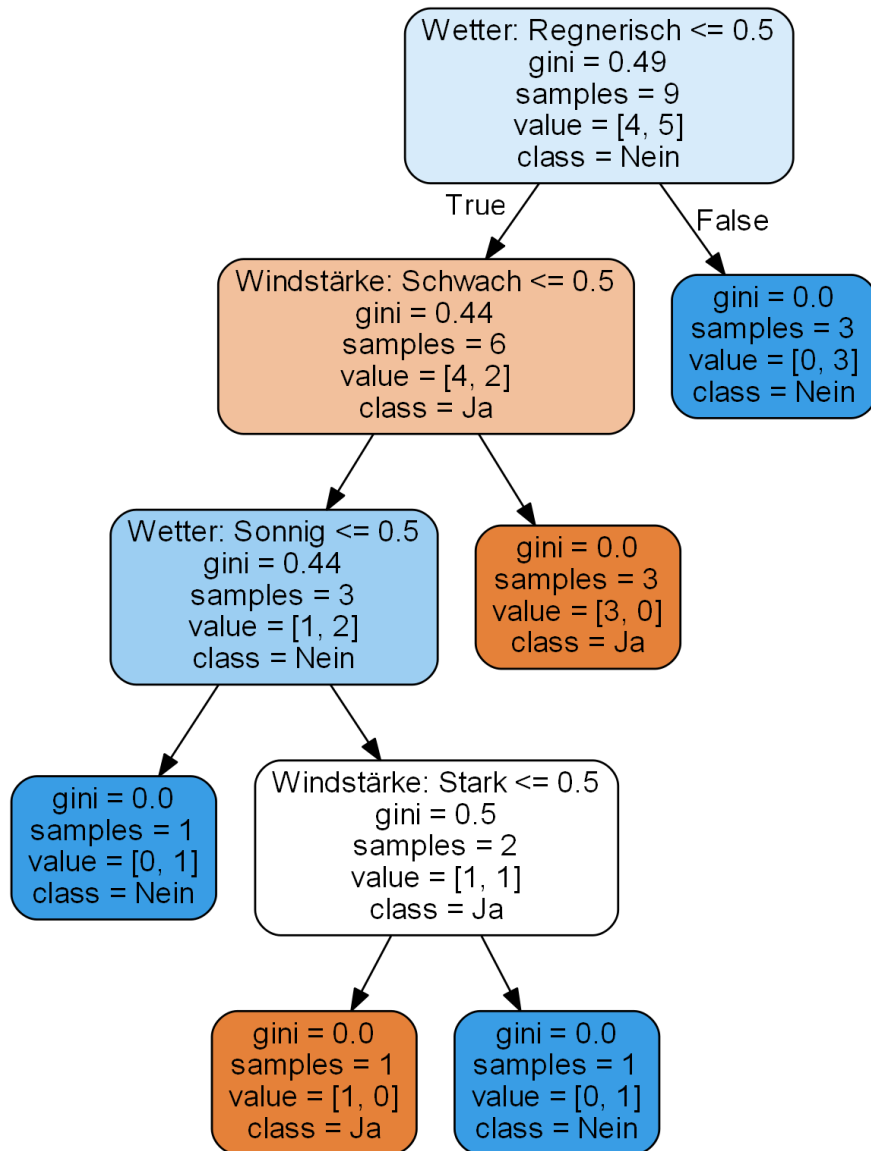 Wetter: Regnerisch <= 0.5
gini = 0.49
samples = 9
value = [4, 5]
class = Nein
True
False
Windstärke: Schwach <= 0.5
gini = 0.44
samples = 6
value = [4, 2]
class = Ja
gini = 0.0
samples = 3
value = [0, 3]
class = Nein
Wetter: Sonnig <= 0.5
gini = 0.44
samples = 3
value = [1, 2]
class = Nein
gini = 0.0
samples = 3
value = [3, 0]
class = Ja
gini = 0.0
samples = 1
value = [0, 1]
class = Nein
Windstärke: Stark <= 0.5
gini = 0.5
samples = 2
value = [1, 1]
class = Ja
gini = 0.0
samples = 1
value = [1, 0]
class = Ja
gini = 0.0
samples = 1
value = [0, 1]
class = Nein